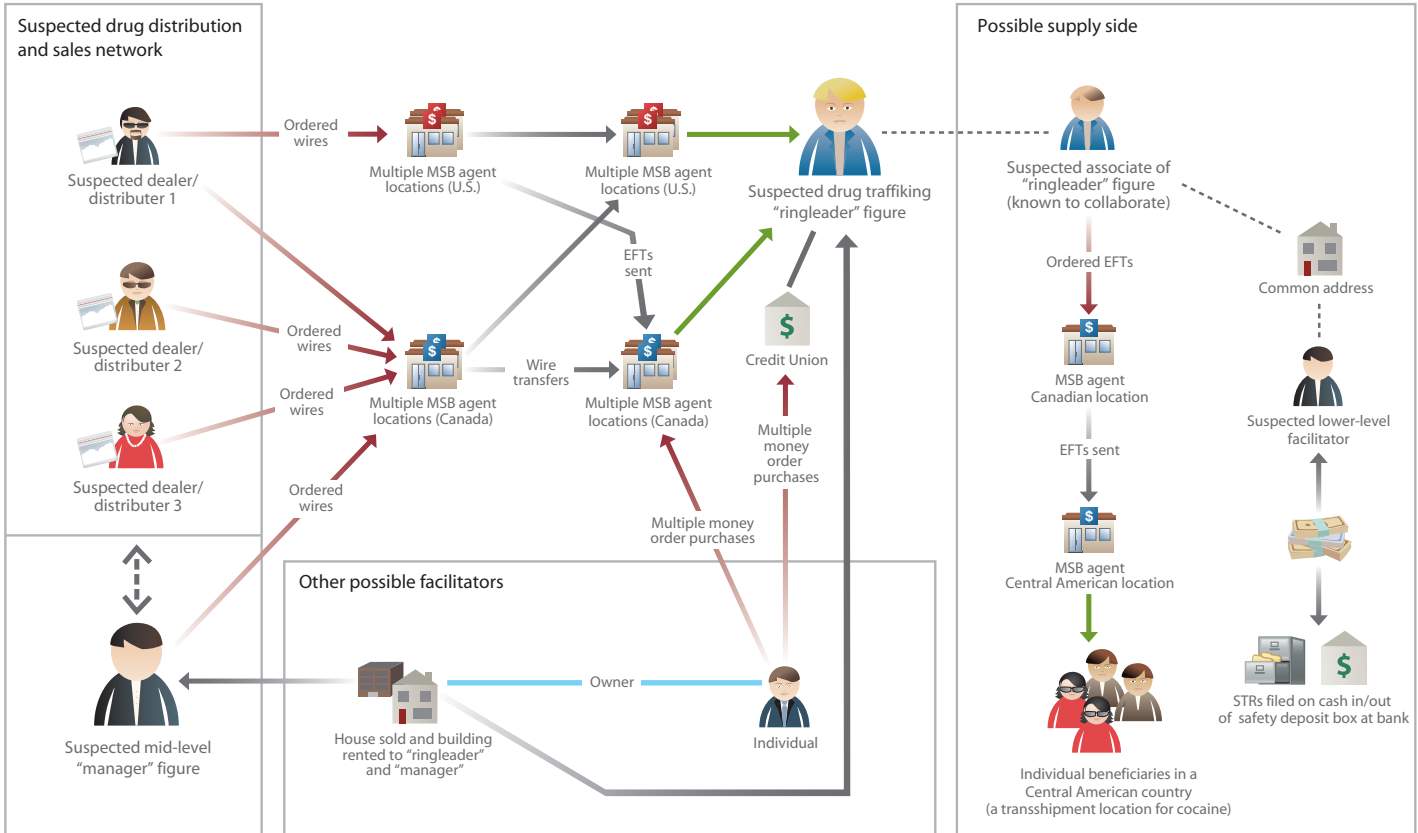 Suspected drug distribution
and sales network
Suspected dealer/
distributer 1
Suspected dealer/
distributer 2
Suspected dealer/
distributer 3
Suspected mid-level
“manager” figure
Ordered
wires
Ordered
wires
Ordered
wires
Ordered
wires
$
$
Multiple MSB agent
locations (U.S.)
$
$
Multiple MSB agent
locations (U.S.)
EFTs
sent
$
$
Multiple MSB agent
locations (Canada)
Wire
transfers
$
$
Multiple MSB agent
locations (Canada)
Suspected drug traffiking
“ringleader” figure
$
Credit Union
Multiple
money
order
purchases
Multiple money
order purchases
Other possible facilitators
Owner
House sold and building
rented to “ringleader”
and “manager”
Individual
Possible supply side
Suspected associate of
“ringleader” figure
(known to collaborate)
Ordered EFTs
$
MSB agent
Canadian location
EFTs sent
$
MSB agent
Central American location
Individual beneficiaries in a
Central American country
(a transshipment location for cocaine)
Common address
Suspected lower-level
facilitator
$
STRs filed on cash in/out
of safety deposit box at bank